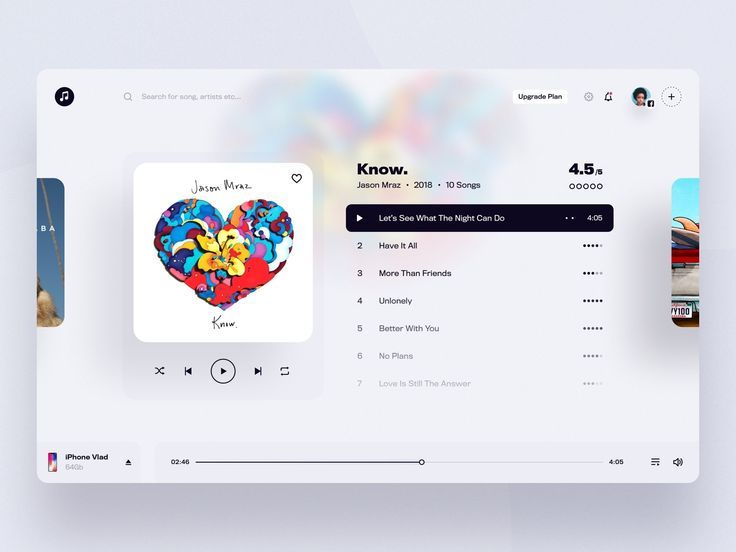 Search for song, artists etc...
Upgrade Plan
B A
Jason Mraz
Know.
Know.
Jason Mraz • 2018 • 10 Songs
4.5/5
Let's See What The Night Can Do 4:05
2 Have It All
3 More Than Friends
4 Unlonely
5 Better With You
6 No Plans
7 Love Is Still The Answer
Y100
iPhone Vlad
64Gb
02:46
4:05